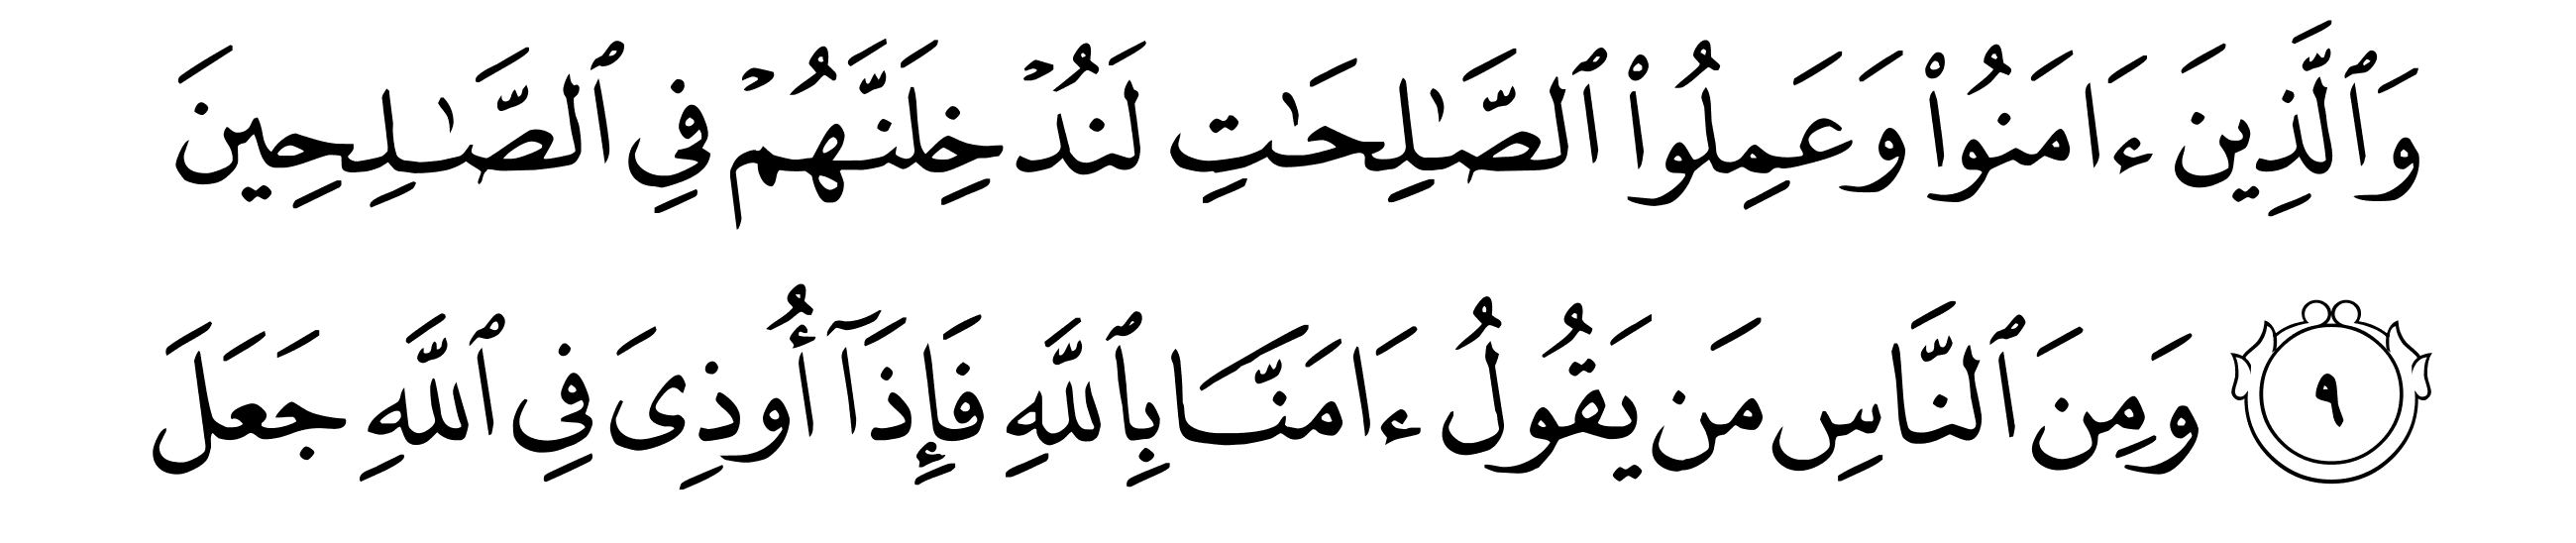 وَٱلَّذِينَ ءَامَنُوا۟ وَعَمِلُوا۟ ٱلصَّـٰلِحَـٰتِ لَنُدْخِلَنَّهُمْ فِى ٱلصَّـٰلِحِينَ
٩ وَمِنَ ٱلنَّاسِ مَن يَقُولُ ءَامَنَّا بِٱللَّهِ فَإِذَآ أُوذِىَ فِى ٱللَّهِ جَعَلَ